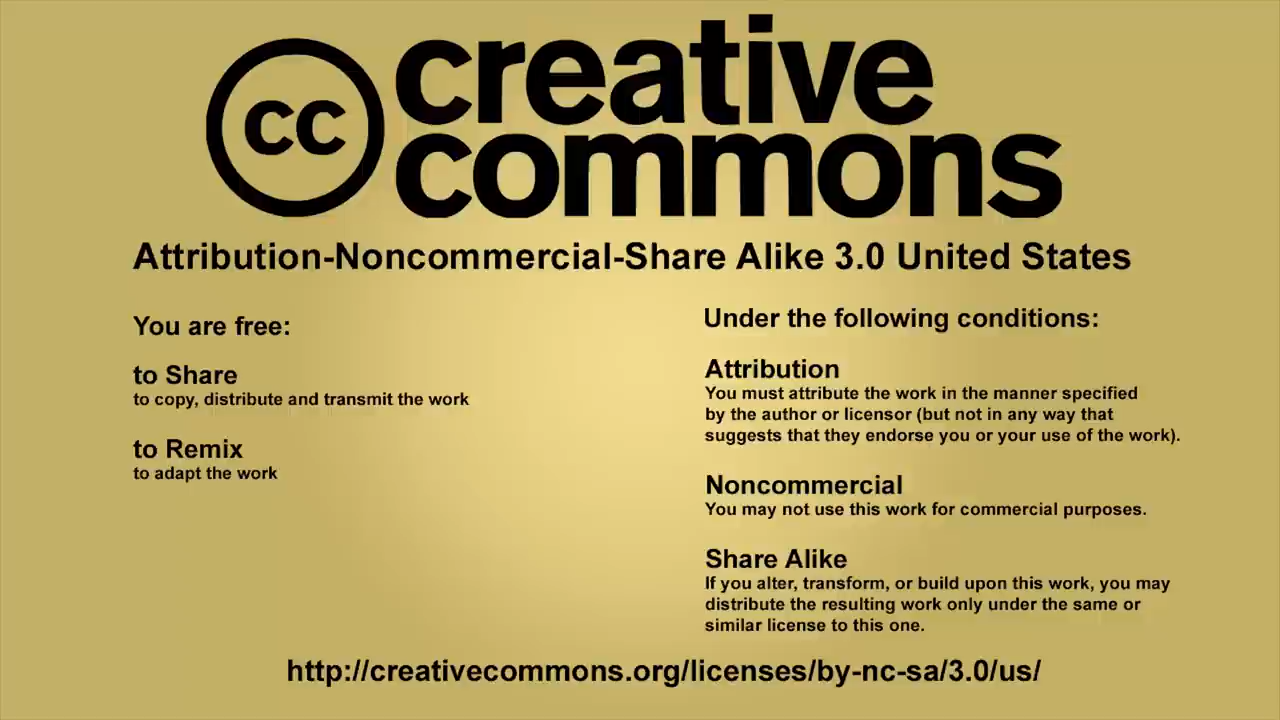 cc creative
commons
Attribution-Noncommercial-Share Alike 3.0 United States
You are free:
to Share
to copy, distribute and transmit the work
to Remix
to adapt the work
Under the following conditions:
Attribution
You must attribute the work in the manner specified
by the author or licensor (but not in any way that
suggests that they endorse you or your use of the work).
Noncommercial
You may not use this work for commercial purposes.
Share Alike
If you alter, transform, or build upon this work, you may
distribute the resulting work only under the same or
similar license to this one.
http://creativecommons.org/licenses/by-nc-sa/3.0/us/